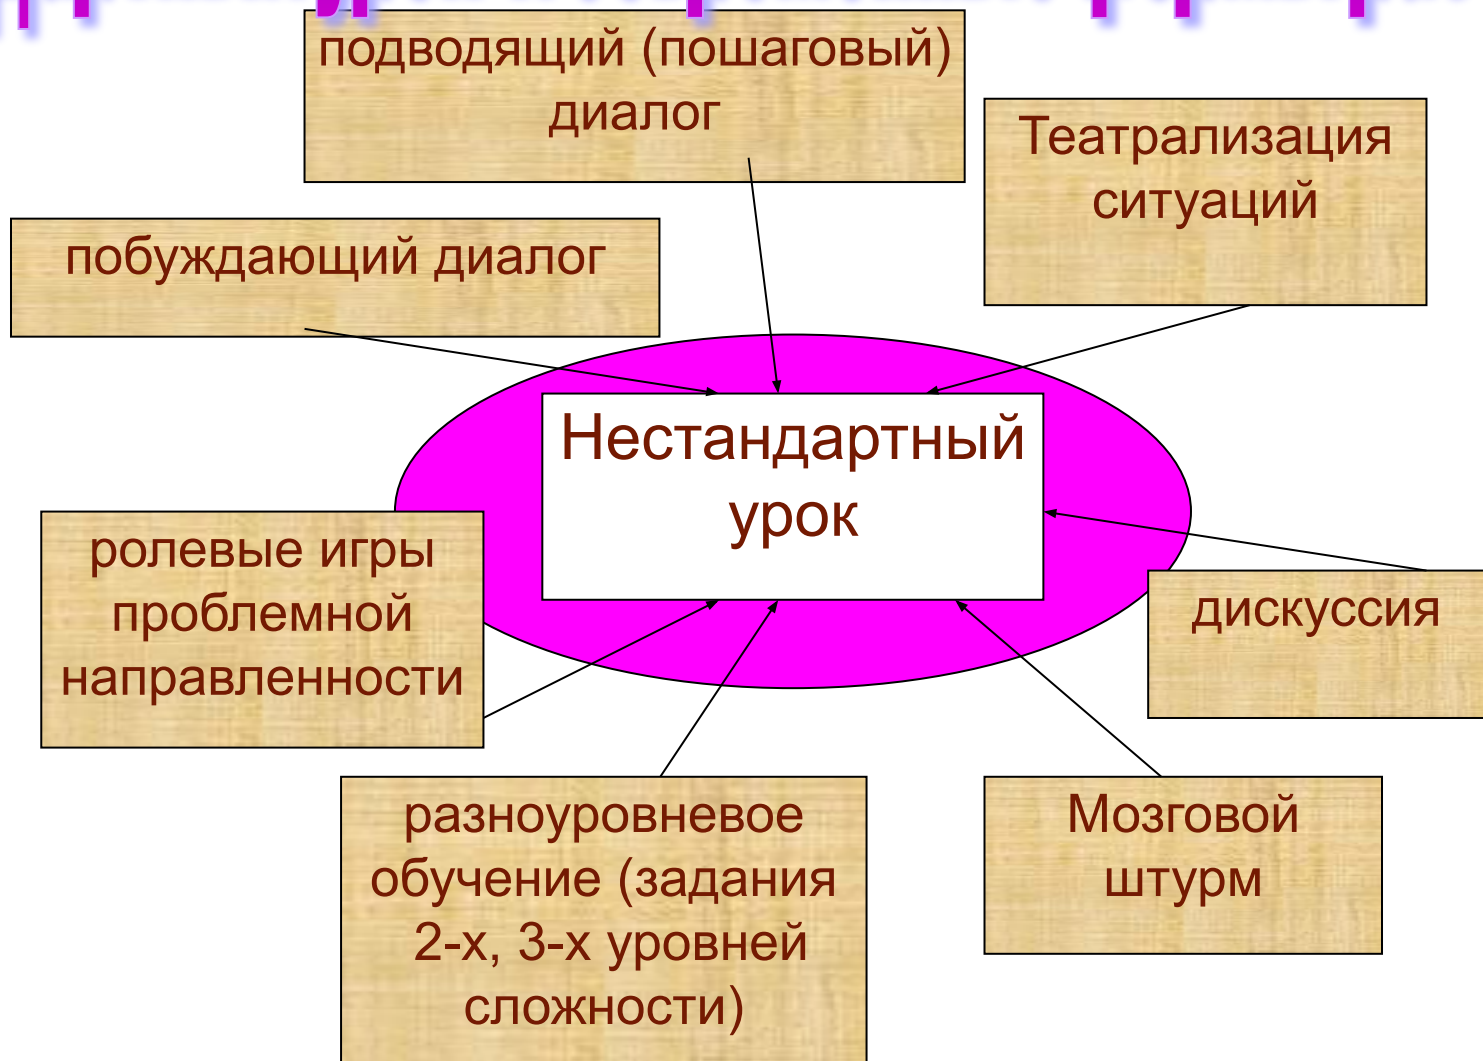 подводящий (пошаговый)
диалог
Театрализация
ситуаций
побуждающий диалог
Нестандартный
урок
ролевые игры
проблемной
направленности
дискуссия
разноуровневое
обучение (задания
2-х, 3-х уровней
сложности)
Мозговой
штурм